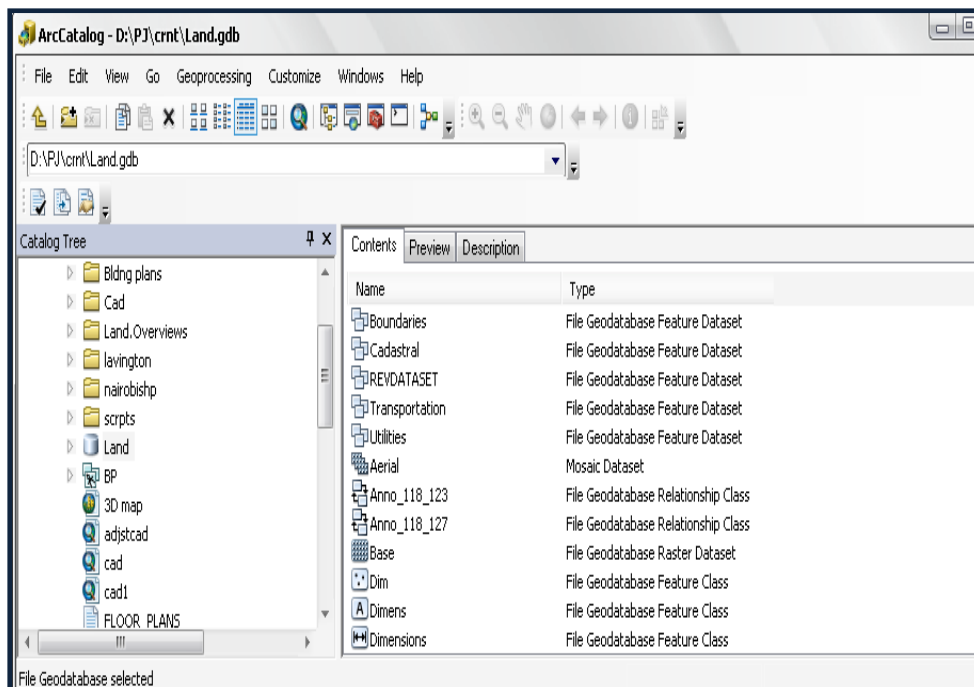 ArcCatalog - D:\PJ\crnt\Land.gdb
File Edit View Go Geoprocessing Customize Windows Help
D:\PJ\crnt\Land.gdb
Catalog Tree
Bldng plans
Cad
Land.Overviews
lavington
nairobishp
scrpts
Land
BP
3D map
adjstcad
cad
cad1
FLOOR_PLANS
Contents Preview Description
Name Type
Boundaries File Geodatabase Feature Dataset
Cadastral File Geodatabase Feature Dataset
REVDATASET File Geodatabase Feature Dataset
Transportation File Geodatabase Feature Dataset
Utilities File Geodatabase Feature Dataset
Aerial Mosaic Dataset
Anno_118_123 File Geodatabase Relationship Class
Anno_118_127 File Geodatabase Relationship Class
Base File Geodatabase Raster Dataset
Dim File Geodatabase Feature Class
A Dimens File Geodatabase Feature Class
Dimensions File Geodatabase Feature Class
File Geodatabase selected